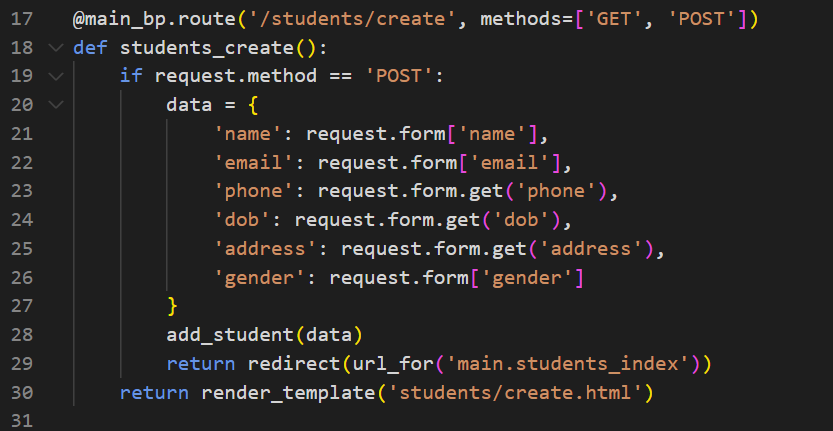 17 @main_bp.route('/students/create', methods=['GET', 'POST'])
18 def students_create():
19     if request.method == 'POST':
20         data = {
21             'name': request.form['name'],
22             'email': request.form['email'],
23             'phone': request.form.get('phone'),
24             'dob': request.form.get('dob'),
25             'address': request.form.get('address'),
26             'gender': request.form['gender']
27         }
28         add_student(data)
29         return redirect(url_for('main.students_index'))
30     return render_template('students/create.html')
31